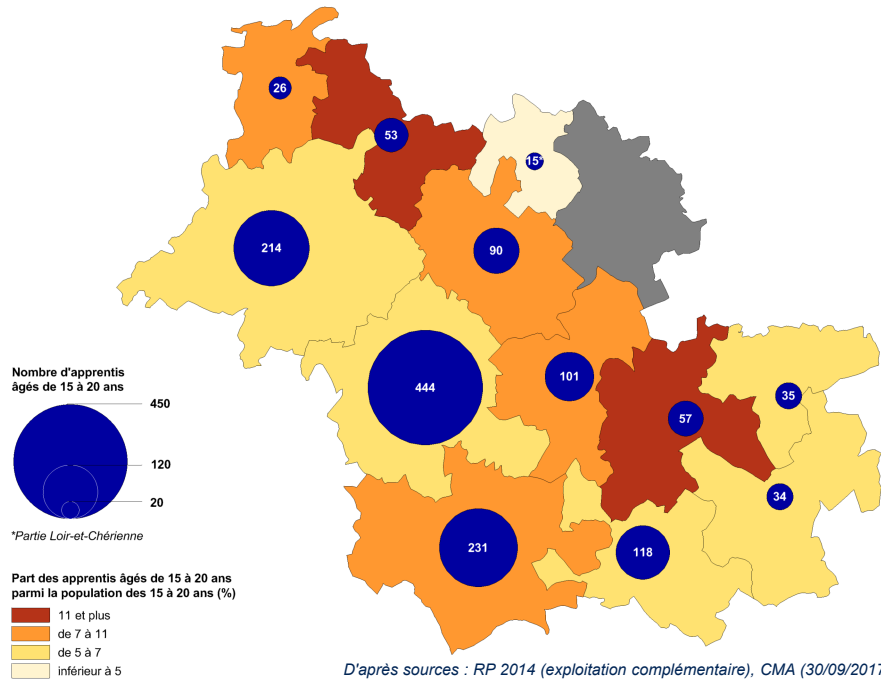 26
53
15*
214
90
444
101
57
35
34
231
118
Nombre d'apprentis
âgés de 15 à 20 ans
450
120
20
*Partie Loir-et-Chérienne
Part des apprentis âgés de 15 à 20 ans
parmi la population des 15 à 20 ans (%)
11 et plus
de 7 à 11
de 5 à 7
inférieur à 5
D'après sources : RP 2014 (exploitation complémentaire), CMA (30/09/2017